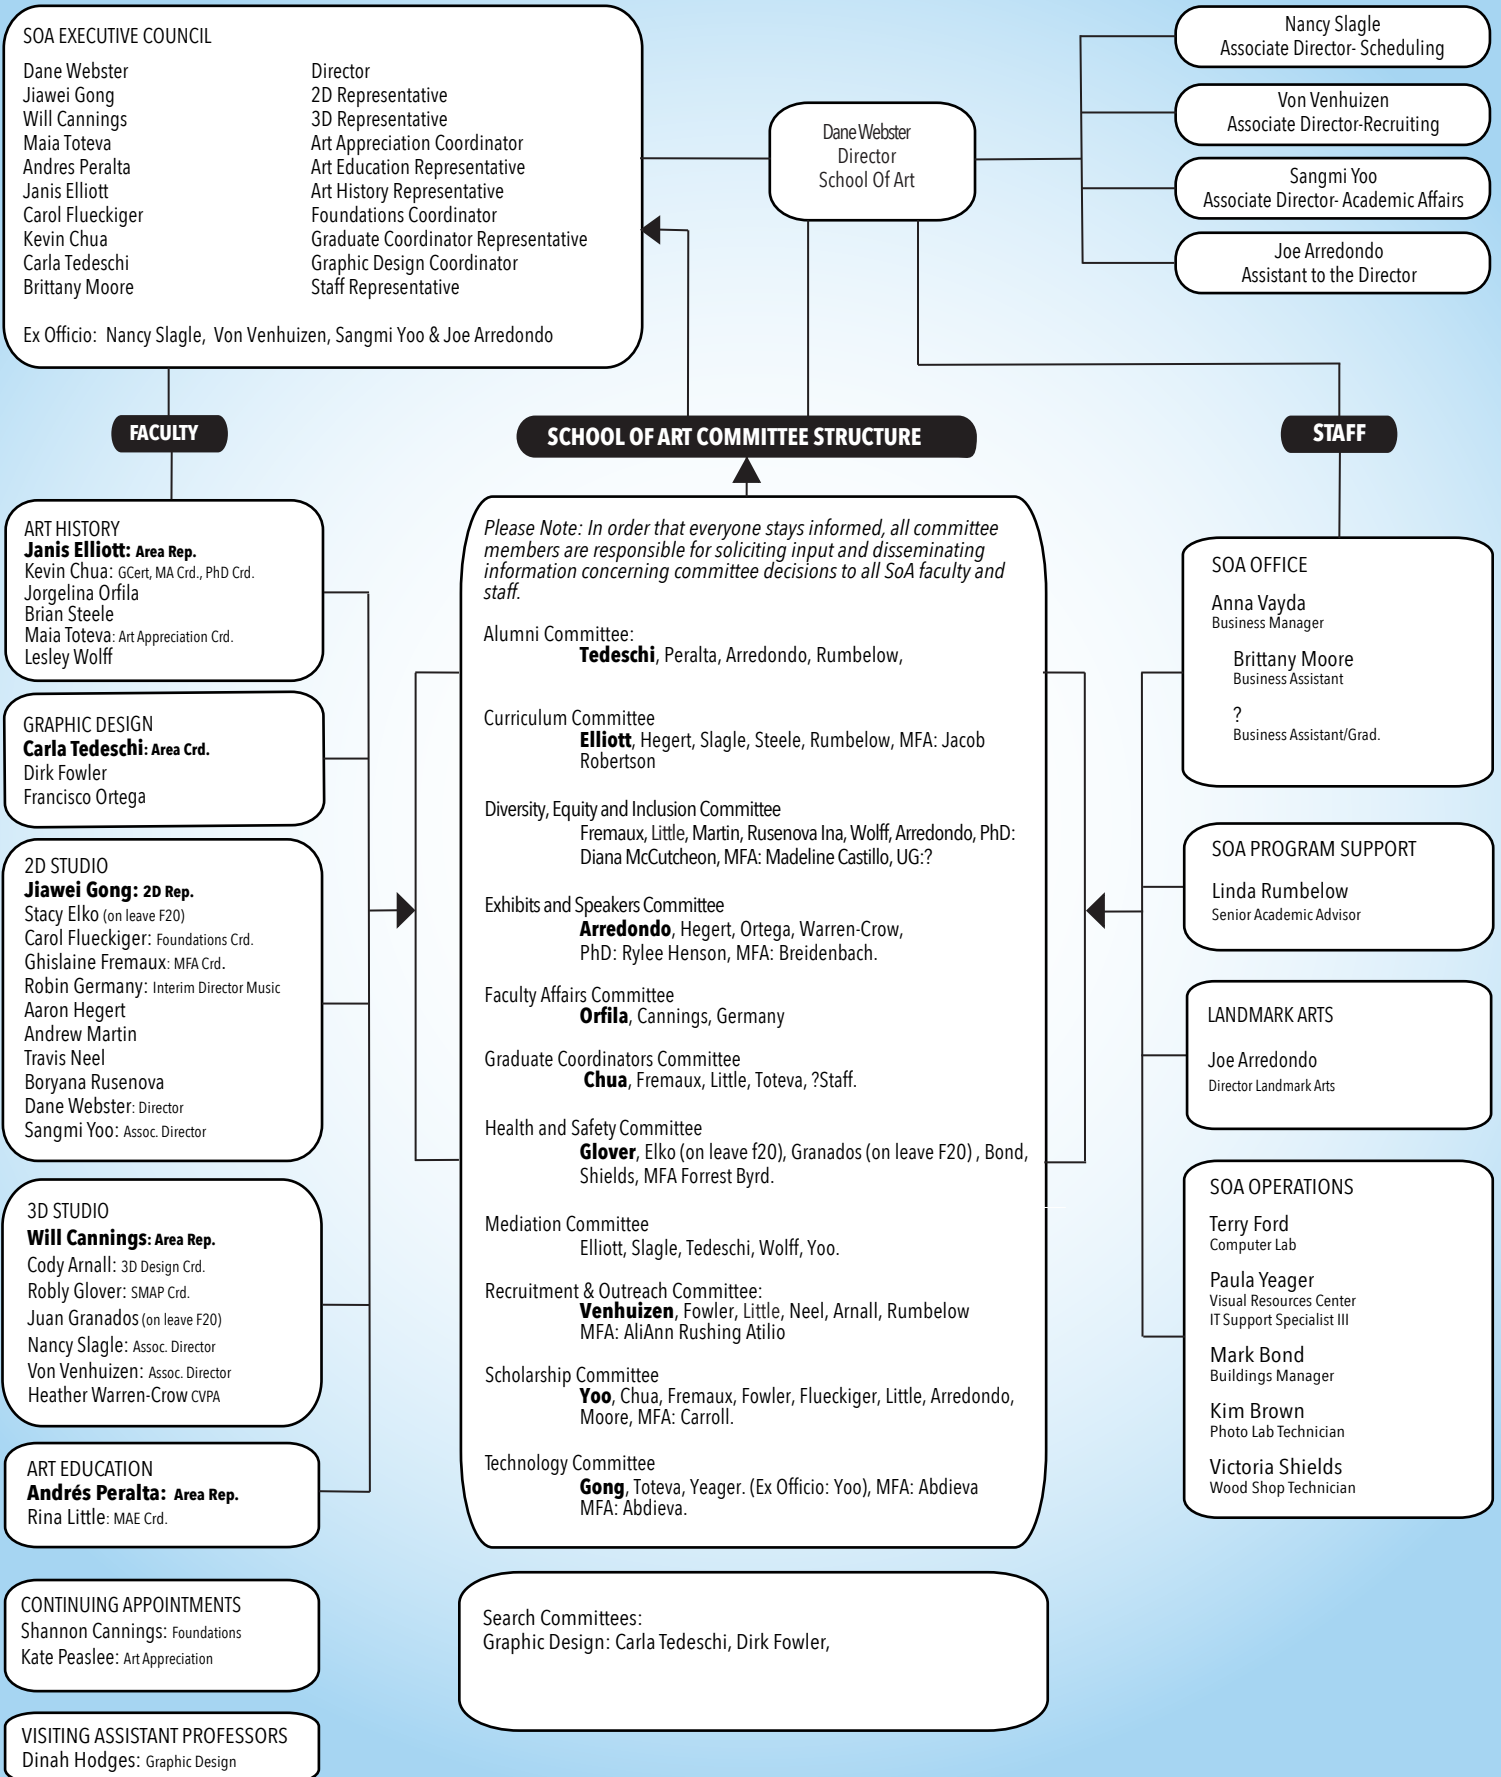 SOA EXECUTIVE COUNCIL
Dane Webster Director
Jiawei Gong 2D Representative
Will Cannings 3D Representative
Maia Toteva Art Appreciation Coordinator
Andres Peralta Art Education Representative
Janis Elliott Art History Representative
Carol Flueckiger Foundations Coordinator
Kevin Chua Graduate Coordinator Representative
Carla Tedeschi Graphic Design Coordinator
Brittany Moore Staff Representative
Ex Officio: Nancy Slagle, Von Venhuizen, Sangmi Yoo & Joe Arredondo
Dane Webster
Director
School Of Art
Nancy Slagle
Associate Director- Scheduling
Von Venhuizen
Associate Director-Recruiting
Sangmi Yoo
Associate Director- Academic Affairs
Joe Arredondo
Assistant to the Director
FACULTY
SCHOOL OF ART COMMITTEE STRUCTURE
STAFF
ART HISTORY
Janis Elliott: Area Rep.
Kevin Chua: GCert, MA Crd., PhD Crd.
Jorgelina Orfila
Brian Steele
Maia Toteva: Art Appreciation Crd.
Lesley Wolff
GRAPHIC DESIGN
Carla Tedeschi: Area Crd.
Dirk Fowler
Francisco Ortega
2D STUDIO
Jiawei Gong: 2D Rep.
Stacy Elko (on leave F20)
Carol Flueckiger: Foundations Crd.
Ghislaine Fremaux: MFA Crd.
Robin Germany: Interim Director Music
Aaron Hegert
Andrew Martin
Travis Neel
Boryana Rusenova
Dane Webster: Director
Sangmi Yoo: Assoc. Director
3D STUDIO
Will Cannings: Area Rep.
Cody Arnall: 3D Design Crd.
Robly Glover: SMAP Crd.
Juan Granados (on leave F20)
Nancy Slagle: Assoc. Director
Von Venhuizen: Assoc. Director
Heather Warren-Crow CVPA
ART EDUCATION
Andrés Peralta: Area Rep.
Rina Little: MAE Crd.
CONTINUING APPOINTMENTS
Shannon Cannings: Foundations
Kate Peaslee: Art Appreciation
VISITING ASSISTANT PROFESSORS
Dinah Hodges: Graphic Design
Please Note: In order that everyone stays informed, all committee
members are responsible for soliciting input and disseminating
information concerning committee decisions to all SoA faculty and
staff.
Alumni Committee:
Tedeschi, Peralta, Arredondo, Rumbelow,
Curriculum Committee
Elliott, Hegert, Slagle, Steele, Rumbelow, MFA: Jacob
Robertson
Diversity, Equity and Inclusion Committee
Fremaux, Little, Martin, Rusenova Ina, Wolff, Arredondo, PhD:
Diana McCutcheon, MFA: Madeline Castillo, UG:?
Exhibits and Speakers Committee
Arredondo, Hegert, Ortega, Warren-Crow,
PhD: Rylee Henson, MFA: Breidenbach.
Faculty Affairs Committee
Orfila, Cannings, Germany
Graduate Coordinators Committee
Chua, Fremaux, Little, Toteva, ?Staff.
Health and Safety Committee
Glover, Elko (on leave f20), Granados (on leave F20) , Bond,
Shields, MFA Forrest Byrd.
Mediation Committee
Elliott, Slagle, Tedeschi, Wolff, Yoo.
Recruitment & Outreach Committee:
Venhuizen, Fowler, Little, Neel, Arnall, Rumbelow
MFA: AliAnn Rushing Atilio
Scholarship Committee
Yoo, Chua, Fremaux, Fowler, Flueckiger, Little, Arredondo,
Moore, MFA: Carroll.
Technology Committee
Gong, Toteva, Yeager. (Ex Officio: Yoo), MFA: Abdieva
MFA: Abdieva.
Search Committees:
Graphic Design: Carla Tedeschi, Dirk Fowler,
SOA OFFICE
Anna Vayda
Business Manager
Brittany Moore
Business Assistant
?
Business Assistant/Grad.
SOA PROGRAM SUPPORT
Linda Rumbelow
Senior Academic Advisor
LANDMARK ARTS
Joe Arredondo
Director Landmark Arts
SOA OPERATIONS
Terry Ford
Computer Lab
Paula Yeager
Visual Resources Center
IT Support Specialist III
Mark Bond
Buildings Manager
Kim Brown
Photo Lab Technician
Victoria Shields
Wood Shop Technician